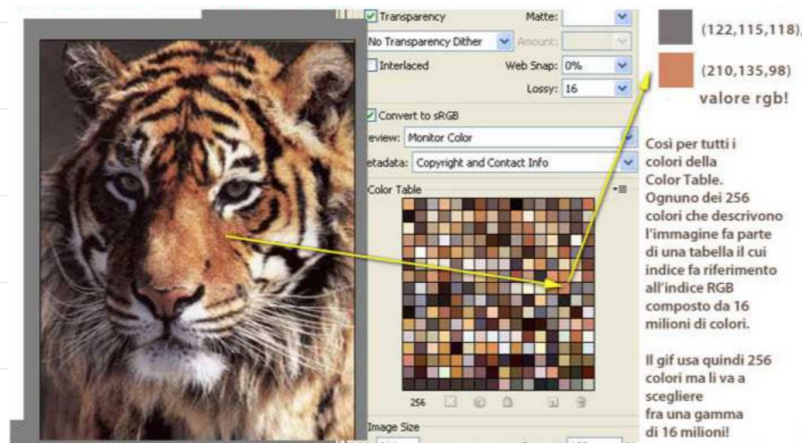 Transparency Matte:
No Transparency Dither Amount:
Interlaced Web Snap: 0%
Lossy: 16
Convert to sRGB
review: Monitor Color
etadata: Copyright and Contact Info
Color Table
256
Image Size
(122,115,118),
(210,135,98)
valore rgb!
Così per tutti i
colori della
Color Table.
Ognuno dei 256
colori che descrivono
l'immagine fa parte
di una tabella il cui
indice fa riferimento
all'indice RGB
composto da 16
milioni di colori.
Il gif usa quindi 256
colori ma li va a
scegliere
fra una gamma
di 16 milioni!